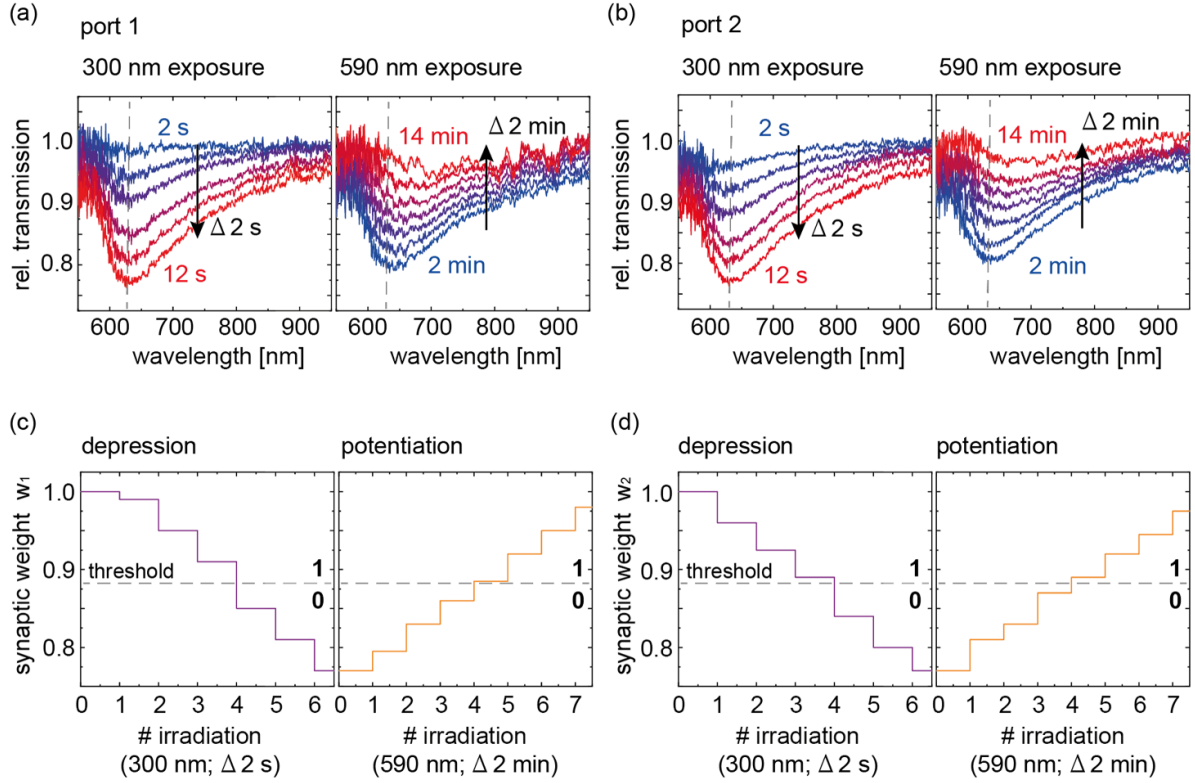 (a)
port 1
300 nm exposure
590 nm exposure
rel. transmission
1.0
0.9
0.8
2 s
Δ 2 s
12 s
14 min
Δ 2 min
2 min
600 700 800 900
600 700 800 900
wavelength [nm]
wavelength [nm]
(b)
port 2
300 nm exposure
590 nm exposure
rel. transmission
1.0
0.9
0.8
2 s
Δ 2 s
12 s
14 min
Δ 2 min
2 min
600 700 800 900
600 700 800 900
wavelength [nm]
wavelength [nm]
(c)
depression
potentiation
synaptic weight w₁
1.0
0.9
0.8
threshold
1
0
1
0
0 1 2 3 4 5 6
0 1 2 3 4 5 6 7
# irradiation
(300 nm; Δ 2 s)
# irradiation
(590 nm; Δ 2 min)
(d)
depression
potentiation
synaptic weight w₂
1.0
0.9
0.8
threshold
1
0
1
0
0 1 2 3 4 5 6
0 1 2 3 4 5 6 7
# irradiation
(300 nm; Δ 2 s)
# irradiation
(590 nm; Δ 2 min)